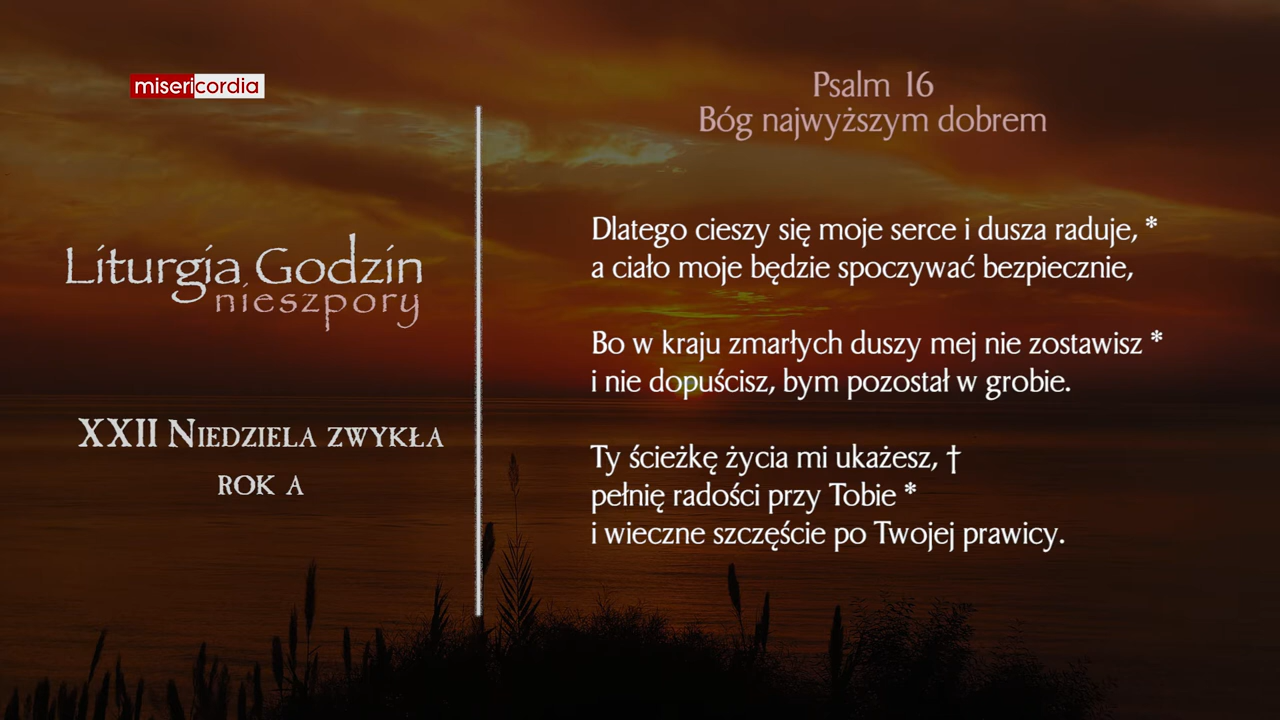 misericordia
Liturgia Godzin
nieszpory
XXII Niedziela zwykła
rok A
Psalm 16
Bóg najwyższym dobrem
Dlatego cieszy się moje serce i dusza raduje, *
a ciało moje będzie spoczywać bezpiecznie,
Bo w kraju zmarłych duszy mej nie zostawisz *
i nie dopuścisz, bym pozostał w grobie.
Ty ścieżkę życia mi ukażesz, †
pełnię radości przy Tobie *
i wieczne szczęście po Twojej prawicy.